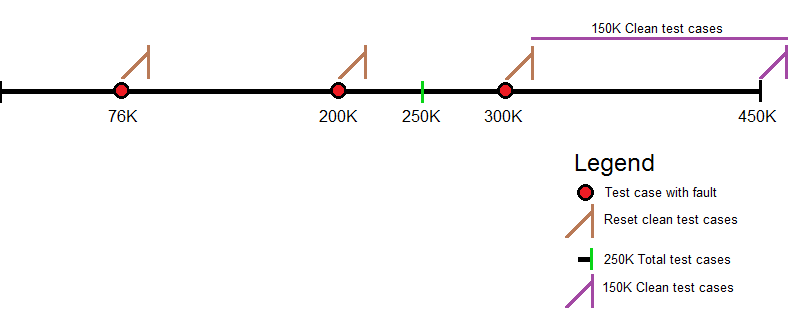 150K Clean test cases
76K
200K
250K
300K
450K
Legend
Test case with fault
Reset clean test cases
250K Total test cases
150K Clean test cases